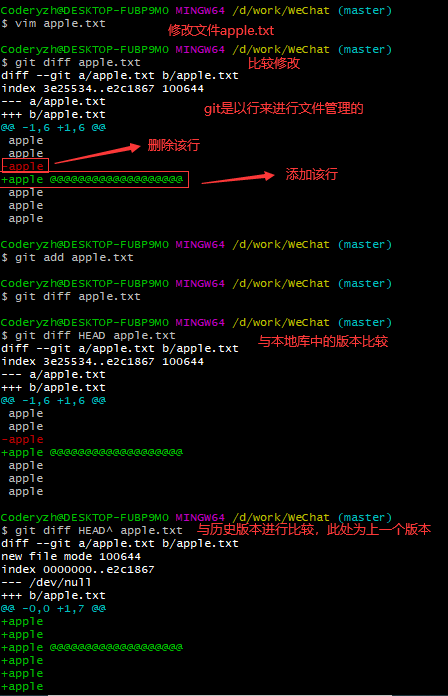 Coderyzh@DESKTOP-FUBP9MO MINGW64 /d/work/WeChat (master)
$ vim apple.txt
修改文件apple.txt
Coderyzh@DESKTOP-FUBP9MO MINGW64 /d/work/WeChat (master)
$ git diff apple.txt
比较修改
diff --git a/apple.txt b/apple.txt
index 3e25534..e2c1867 100644
--- a/apple.txt
+++ b/apple.txt
git是以行来进行文件管理的
@@ -1,6 +1,6 @@
apple
apple
删除该行
-apple
+apple @@@@@@@@@@@@@@@@@@@
添加该行
apple
apple
apple
Coderyzh@DESKTOP-FUBP9MO MINGW64 /d/work/WeChat (master)
$ git add apple.txt
Coderyzh@DESKTOP-FUBP9MO MINGW64 /d/work/WeChat (master)
$ git diff apple.txt
Coderyzh@DESKTOP-FUBP9MO MINGW64 /d/work/WeChat (master)
$ git diff HEAD apple.txt
与本地库中的版本比较
diff --git a/apple.txt b/apple.txt
index 3e25534..e2c1867 100644
--- a/apple.txt
+++ b/apple.txt
@@ -1,6 +1,6 @@
apple
apple
-apple
+apple @@@@@@@@@@@@@@@@@@@
apple
apple
apple
Coderyzh@DESKTOP-FUBP9MO MINGW64 /d/work/WeChat (master)
$ git diff HEAD^ apple.txt
与历史版本进行比较，此处为上一个版本
diff --git a/apple.txt b/apple.txt
new file mode 100644
index 0000000..e2c1867
--- /dev/null
+++ b/apple.txt
@@ -0,0 +1,7 @@
+apple
+apple
+apple @@@@@@@@@@@@@@@@@@@
+apple
+apple
+apple